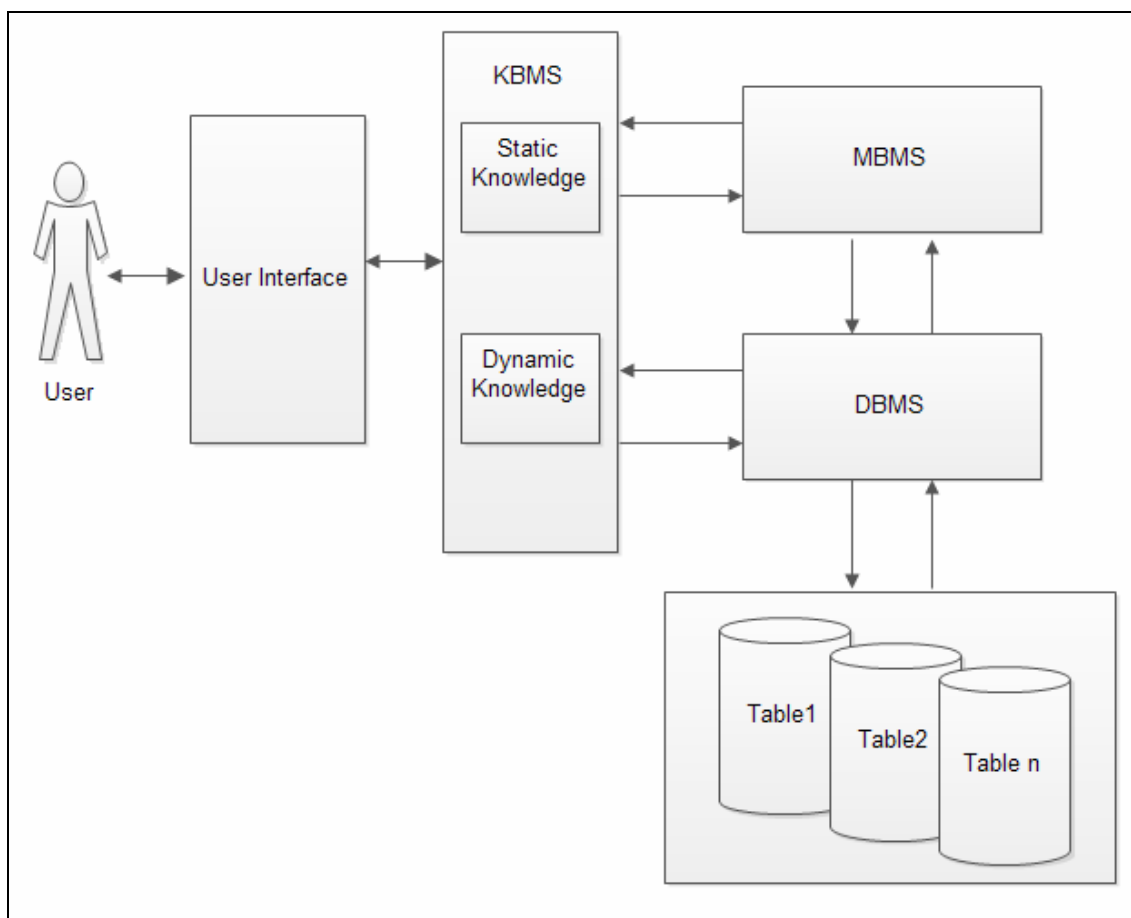 KBMS
Static
Knowledge
MBMS
User Interface
User
Dynamic
Knowledge
DBMS
Table1
Table2
Table n